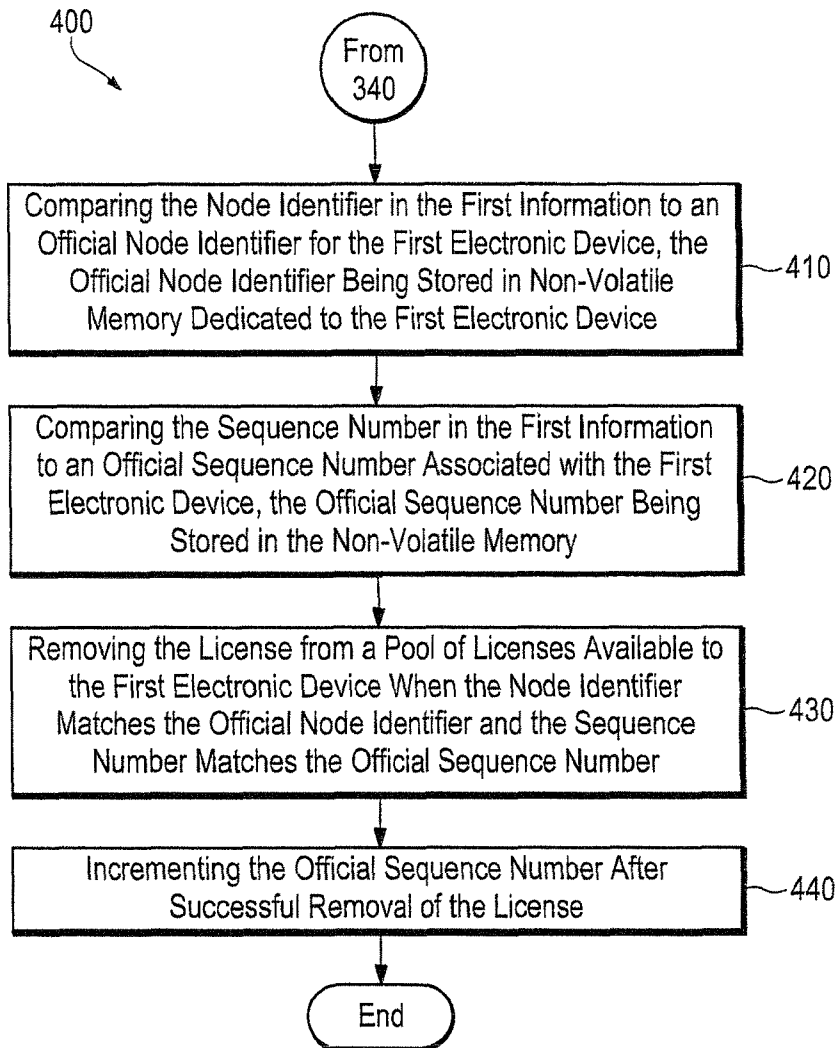 400
From
340
Comparing the Node Identifier in the First Information to an
Official Node Identifier for the First Electronic Device, the
Official Node Identifier Being Stored in Non-Volatile
Memory Dedicated to the First Electronic Device
410
Comparing the Sequence Number in the First Information
to an Official Sequence Number Associated with the First
Electronic Device, the Official Sequence Number Being
Stored in the Non-Volatile Memory
420
Removing the License from a Pool of Licenses Available to
the First Electronic Device When the Node Identifier
Matches the Official Node Identifier and the Sequence
Number Matches the Official Sequence Number
430
Incrementing the Official Sequence Number After
Successful Removal of the License
440
End